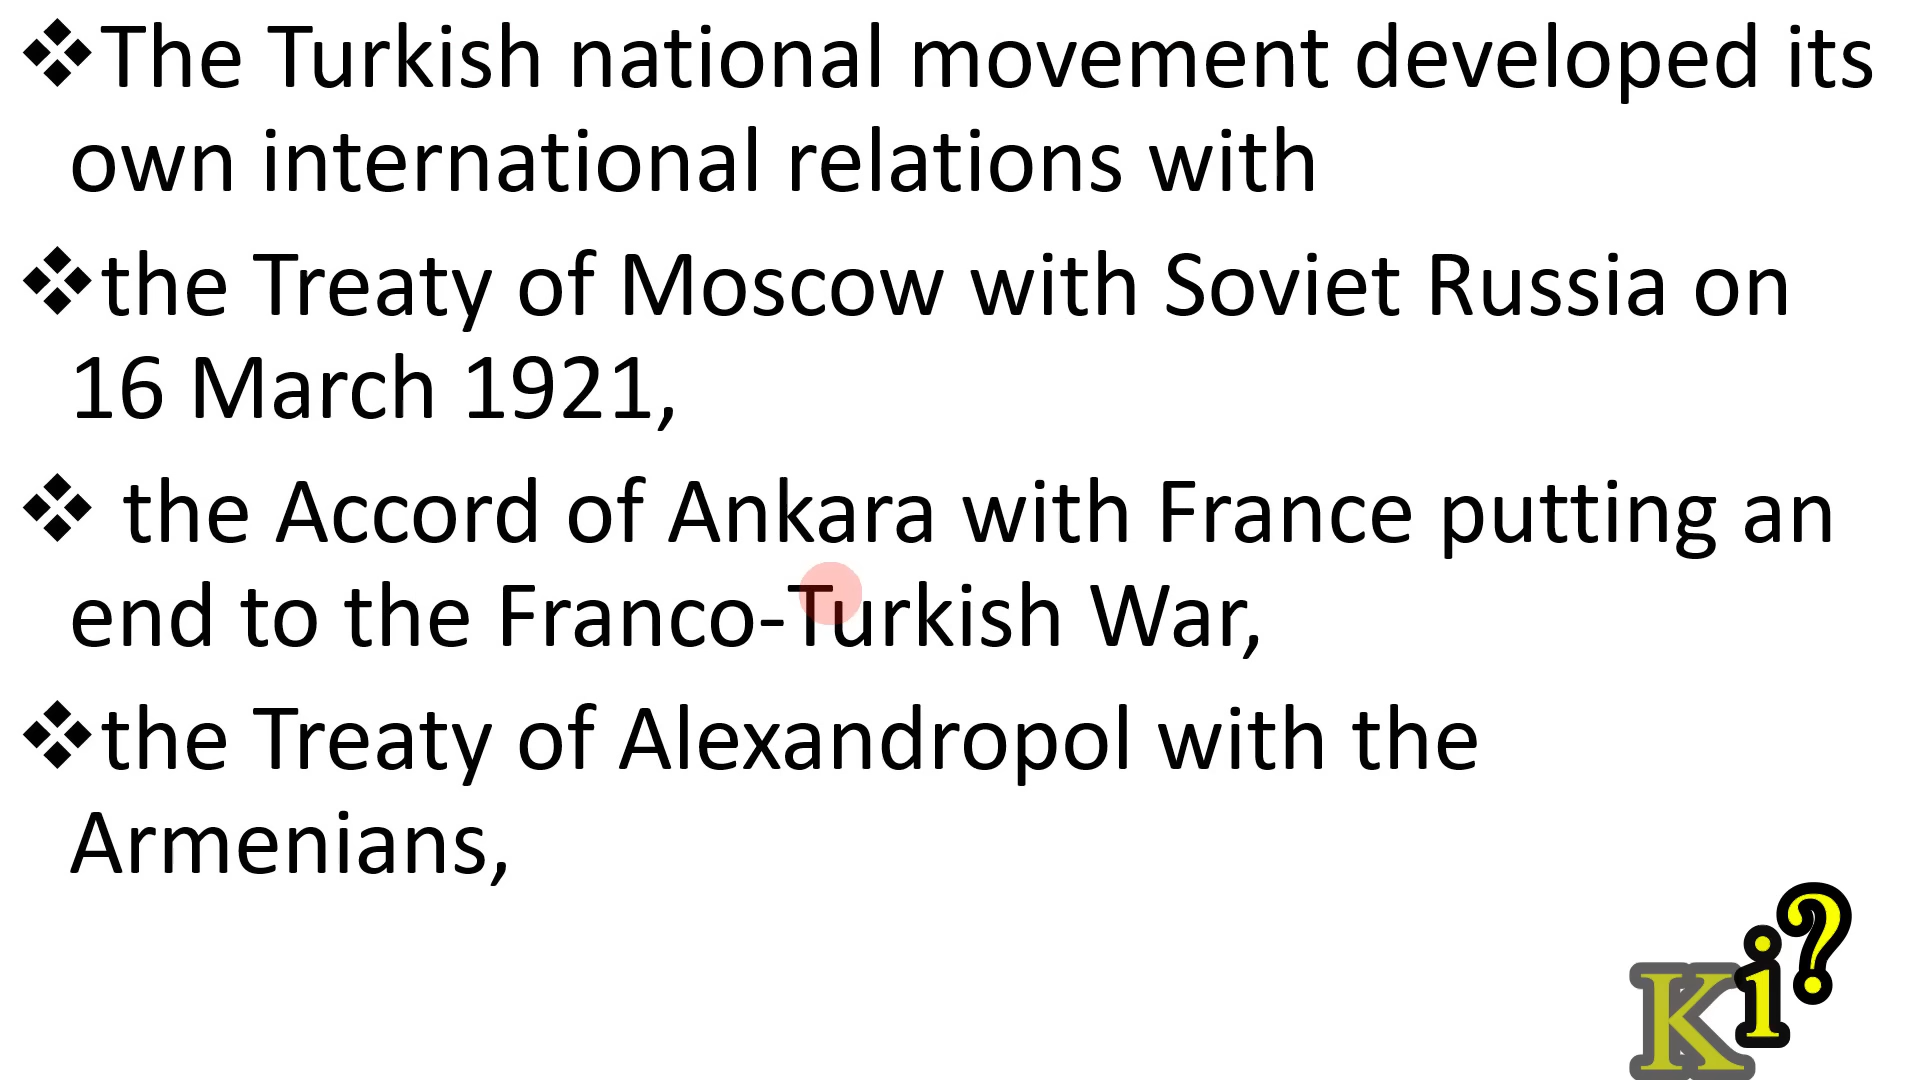 ❖The Turkish national movement developed its
own international relations with
❖the Treaty of Moscow with Soviet Russia on
16 March 1921,
❖ the Accord of Ankara with France putting an
end to the Franco-Turkish War,
❖the Treaty of Alexandropol with the
Armenians,
Ki?